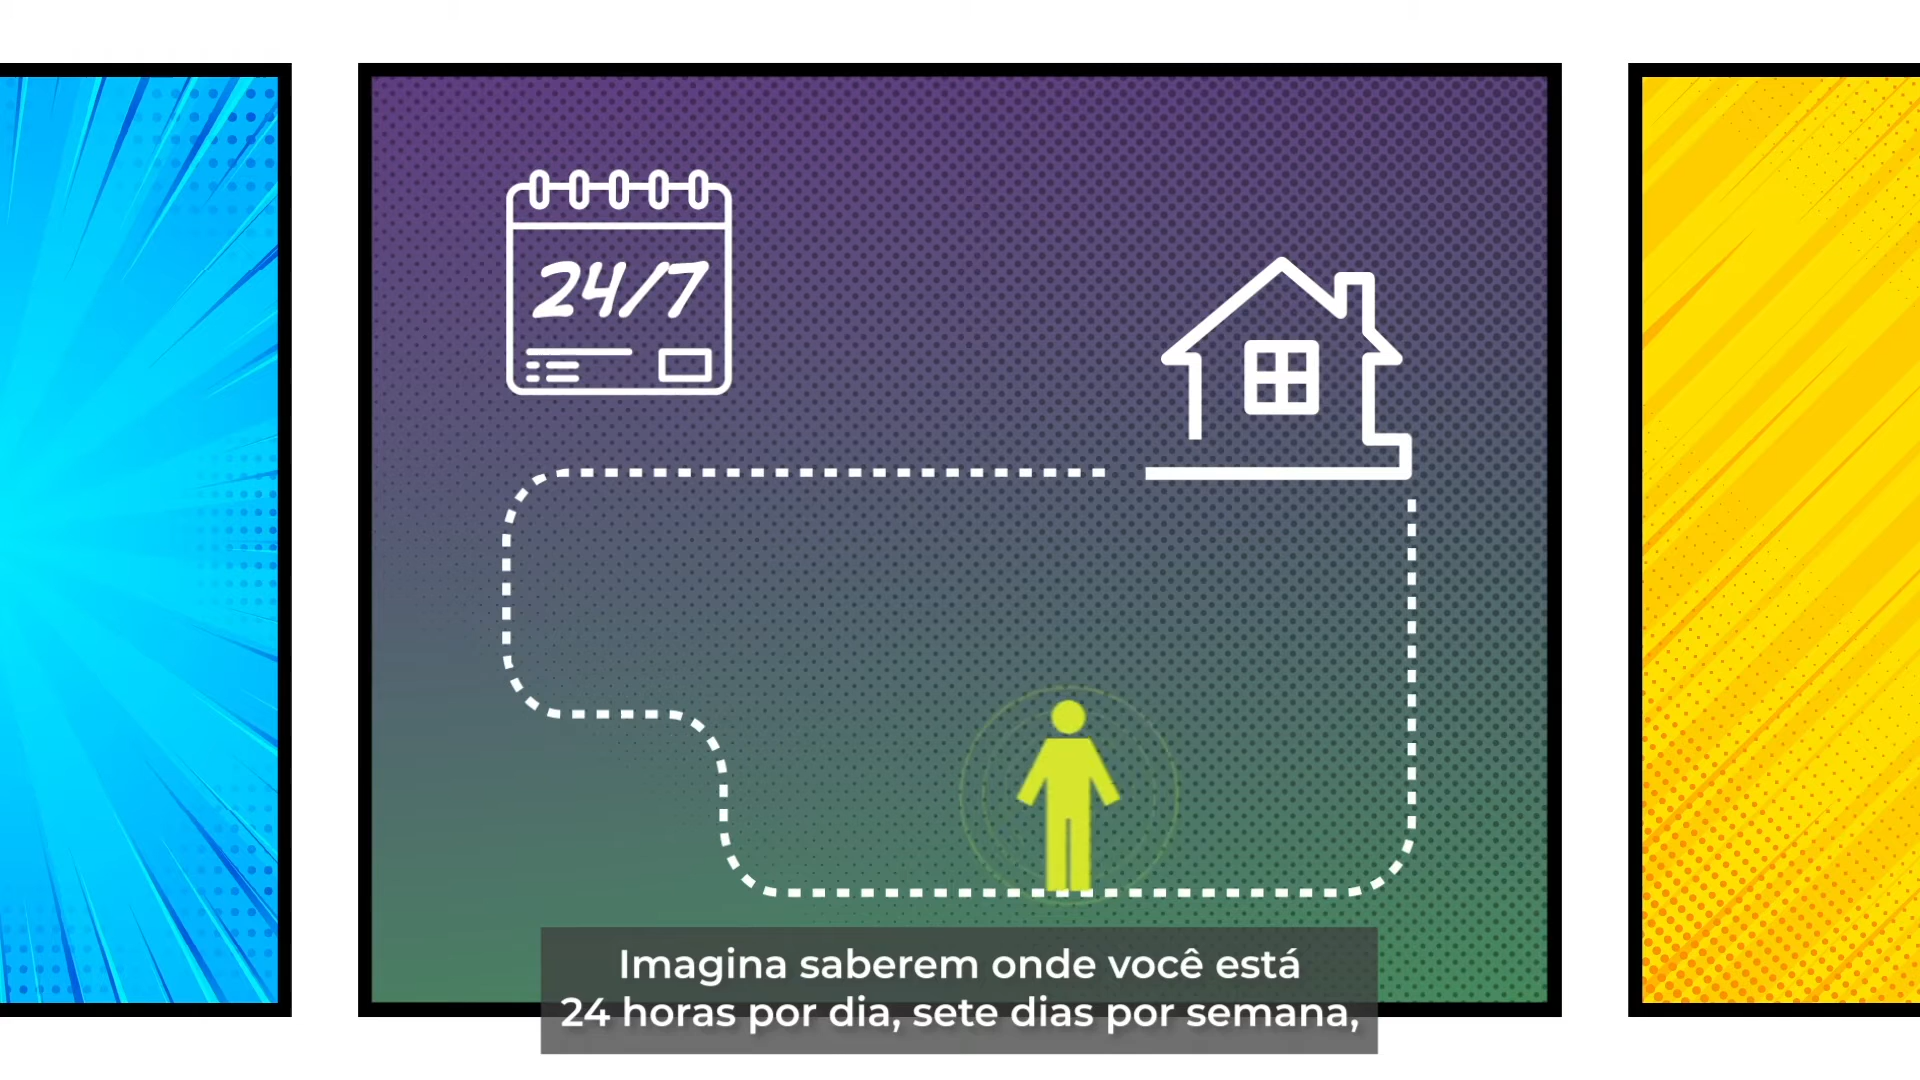 24/7
Imagina saberem onde você está
24 horas por dia, sete dias por semana,